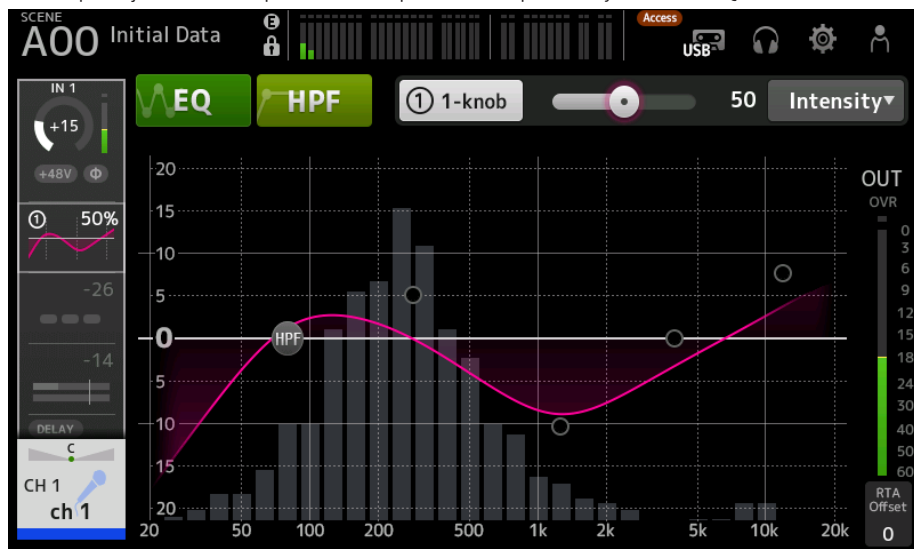 SCENE
A00 Initial Data
E
Access
USB
IN 1
+15
+48V Φ
① 50%
-26
-14
DELAY
C
CH 1
ch 1
EQ
HPF
① 1-knob
50
Intensity▼
20
15
10
5
0
5
10
15
20
HPF
20 50 100 200 500 1k 2k 5k 10k 20k
OUT
OVR
0
3
6
9
12
15
18
24
30
40
50
60
RTA
Offset
0